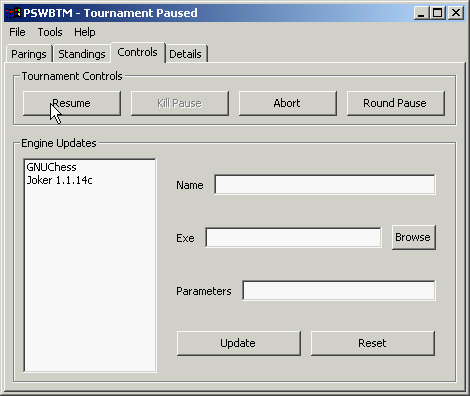 PSWBTM - Tournament Paused
File Tools Help
Parings Standings Controls Details
Tournament Controls
Resume Kill Pause Abort Round Pause
Engine Updates
GNUChess
Joker 1.1.14c
Name
Exe Browse
Parameters
Update Reset